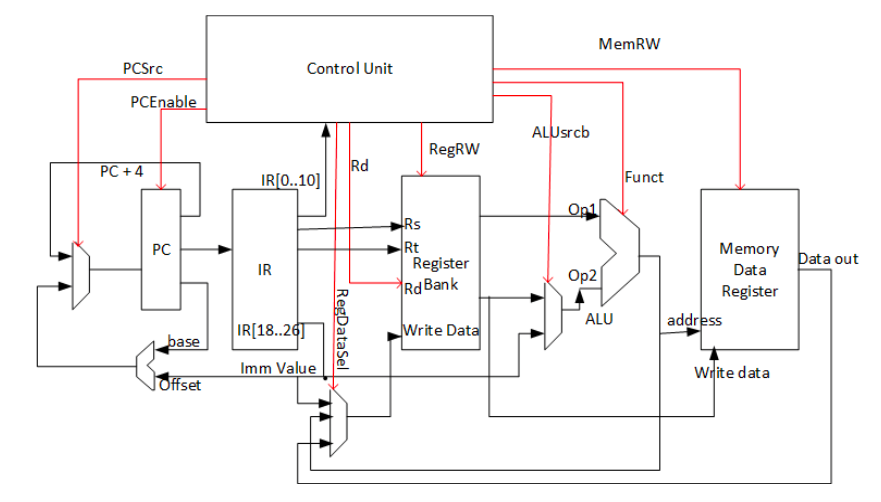 Control Unit
MemRW
PCSrc
PCEnable
ALUsrcb
RegRW
Rd
PC + 4
IR[0..10]
Funct
Op1
Rs
Rt
PC
IR
Register
Bank
Rd
Memory
Data
Register
Data out
Op2
RegDataSel
ALU
address
IR[18..26]
Write Data
base
Imm Value
Offset
Write data